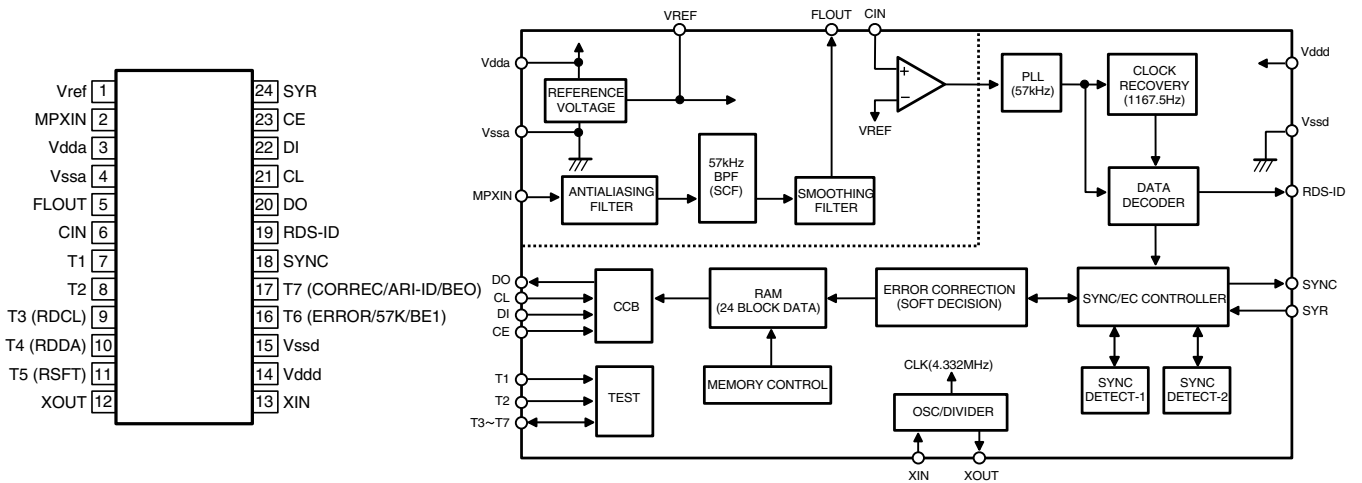 Vref 1
MPXIN 2
Vdda 3
Vssa 4
FLOUT 5
CIN 6
T1 7
T2 8
T3 (RDCL) 9
T4 (RDDA) 10
T5 (RSFT) 11
XOUT 12
24 SYR
23 CE
22 DI
21 CL
20 DO
19 RDS-ID
18 SYNC
17 T7 (CORREC/ARI-ID/BEO)
16 T6 (ERROR/57K/BE1)
15 Vssd
14 Vddd
13 XIN
VREF
FLOUT
CIN
Vdda
REFERENCE
VOLTAGE
Vssa
+
–
VREF
PLL
(57kHz)
CLOCK
RECOVERY
(1167.5Hz)
Vddd
Vssd
MPXIN
ANTIALIASING
FILTER
57kHz
BPF
(SCF)
SMOOTHING
FILTER
DATA
DECODER
RDS-ID
DO
CL
DI
CE
CCB
RAM
(24 BLOCK DATA)
ERROR CORRECTION
(SOFT DECISION)
SYNC/EC CONTROLLER
SYNC
SYR
T1
T2
T3~T7
TEST
MEMORY CONTROL
CLK(4.332MHz)
OSC/DIVIDER
SYNC
DETECT-1
SYNC
DETECT-2
XIN
XOUT